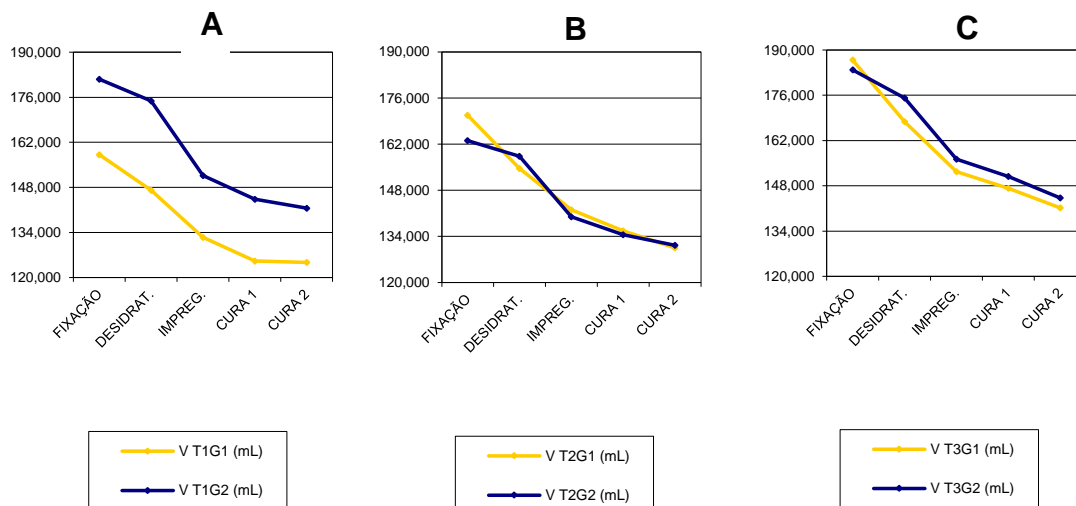 A
190,000
176,000
162,000
148,000
134,000
120,000
FIXAÇÃO
DESIDRAT.
IMPREG.
CURA 1
CURA 2
V T1G1 (mL)
V T1G2 (mL)
B
190,000
176,000
162,000
148,000
134,000
120,000
FIXAÇÃO
DESIDRAT.
IMPREG.
CURA 1
CURA 2
V T2G1 (mL)
V T2G2 (mL)
C
190,000
176,000
162,000
148,000
134,000
120,000
FIXAÇÃO
DESIDRAT.
IMPREG.
CURA 1
CURA 2
V T3G1 (mL)
V T3G2 (mL)